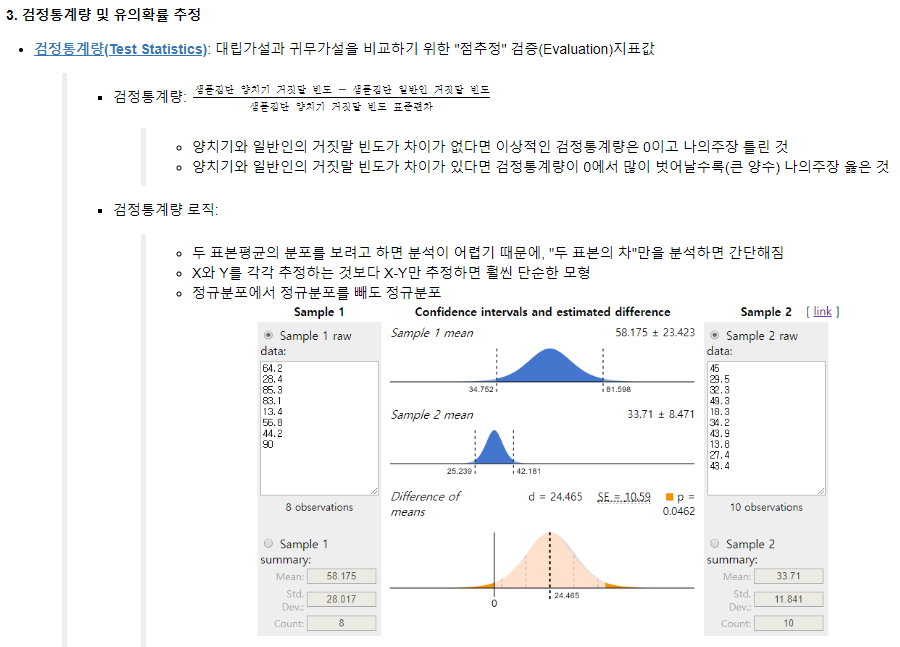 3. 검정통계량 및 유의확률 추정
검정통계량(Test Statistics): 대립가설과 귀무가설을 비교하기 위한 "점추정" 검증(Evaluation)지표값
검정통계량: 샘플집단 양치기 거짓말 빈도 − 샘플집단 일반인 거짓말 빈도
샘플집단 양치기 거짓말 빈도 표준편차
양치기와 일반인의 거짓말 빈도가 차이가 없다면 이상적인 검정통계량은 0이고 나의주장 틀린 것
양치기와 일반인의 거짓말 빈도가 차이가 있다면 검정통계량이 0에서 많이 벗어날수록(큰 양수) 나의주장 옳은 것
검정통계량 로직:
두 표본평균의 분포를 보려고 하면 분석이 어렵기 때문에, "두 표본의 차"만을 분석하면 간단해짐
X와 Y를 각각 추정하는 것보다 X-Y만 추정하면 훨씬 단순한 모형
정규분포에서 정규분포를 빼도 정규분포
Sample 1
Sample 1 raw
data:
64.2
28.4
85.3
83.1
13.4
56.8
44.2
90
8 observations
Sample 1
summary:
Mean: 58.175
Std.
Dev.: 28.017
Count: 8
Confidence intervals and estimated difference
Sample 1 mean 58.175 ± 23.423
34.752 81.598
Sample 2 mean 33.71 ± 8.471
25.239 42.181
Difference of d = 24.465 SE = 10.59 p =
means 0.0462
24.465
0
Sample 2 [ link ]
Sample 2 raw
data:
45
29.5
32.3
49.3
18.3
34.2
43.9
13.8
27.4
43.4
10 observations
Sample 2
summary:
Mean: 33.71
Std.
Dev.: 11.841
Count: 10